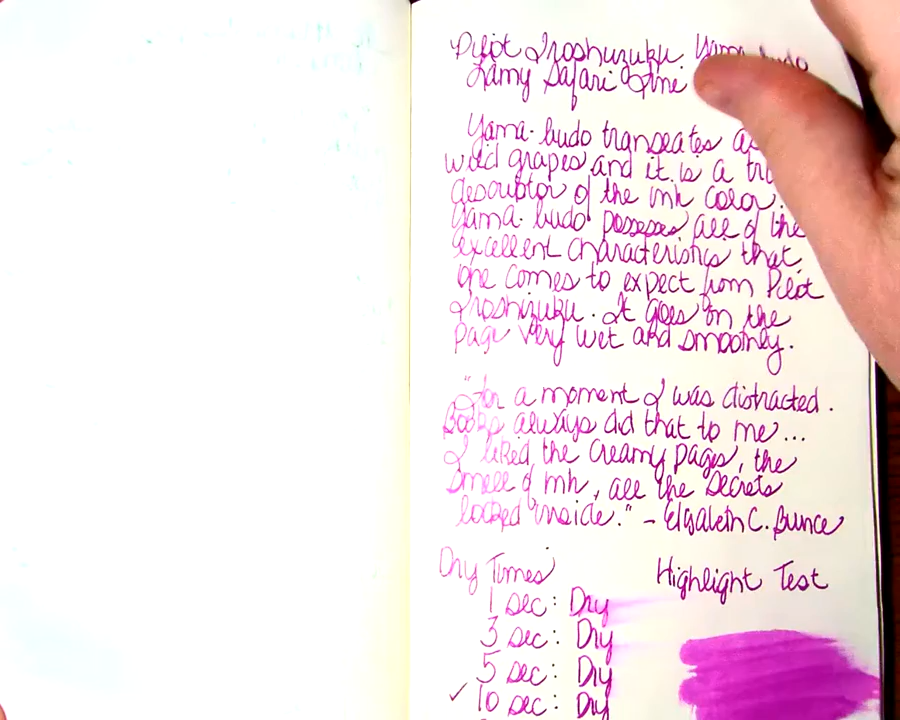 Pilot Iroshizuku Yama-budo
Lamy Safari Fine
Yama-budo translates as
wild grapes and it is a
descriptor of the ink color.
Yama-budo possesses all of the
excellent characteristics that
one comes to expect from Pilot
Iroshizuku. It goes on the
page very wet and smoothly.
"For a moment I was distracted.
Books always did that to me...
I liked the creamy pages, the
smell of ink, all the secrets
locked inside." - Elizabeth C. Bunce
Dry Times
Highlight Test
1 sec: Dry
3 sec: Dry
5 sec: Dry
✓ 10 sec: Dry